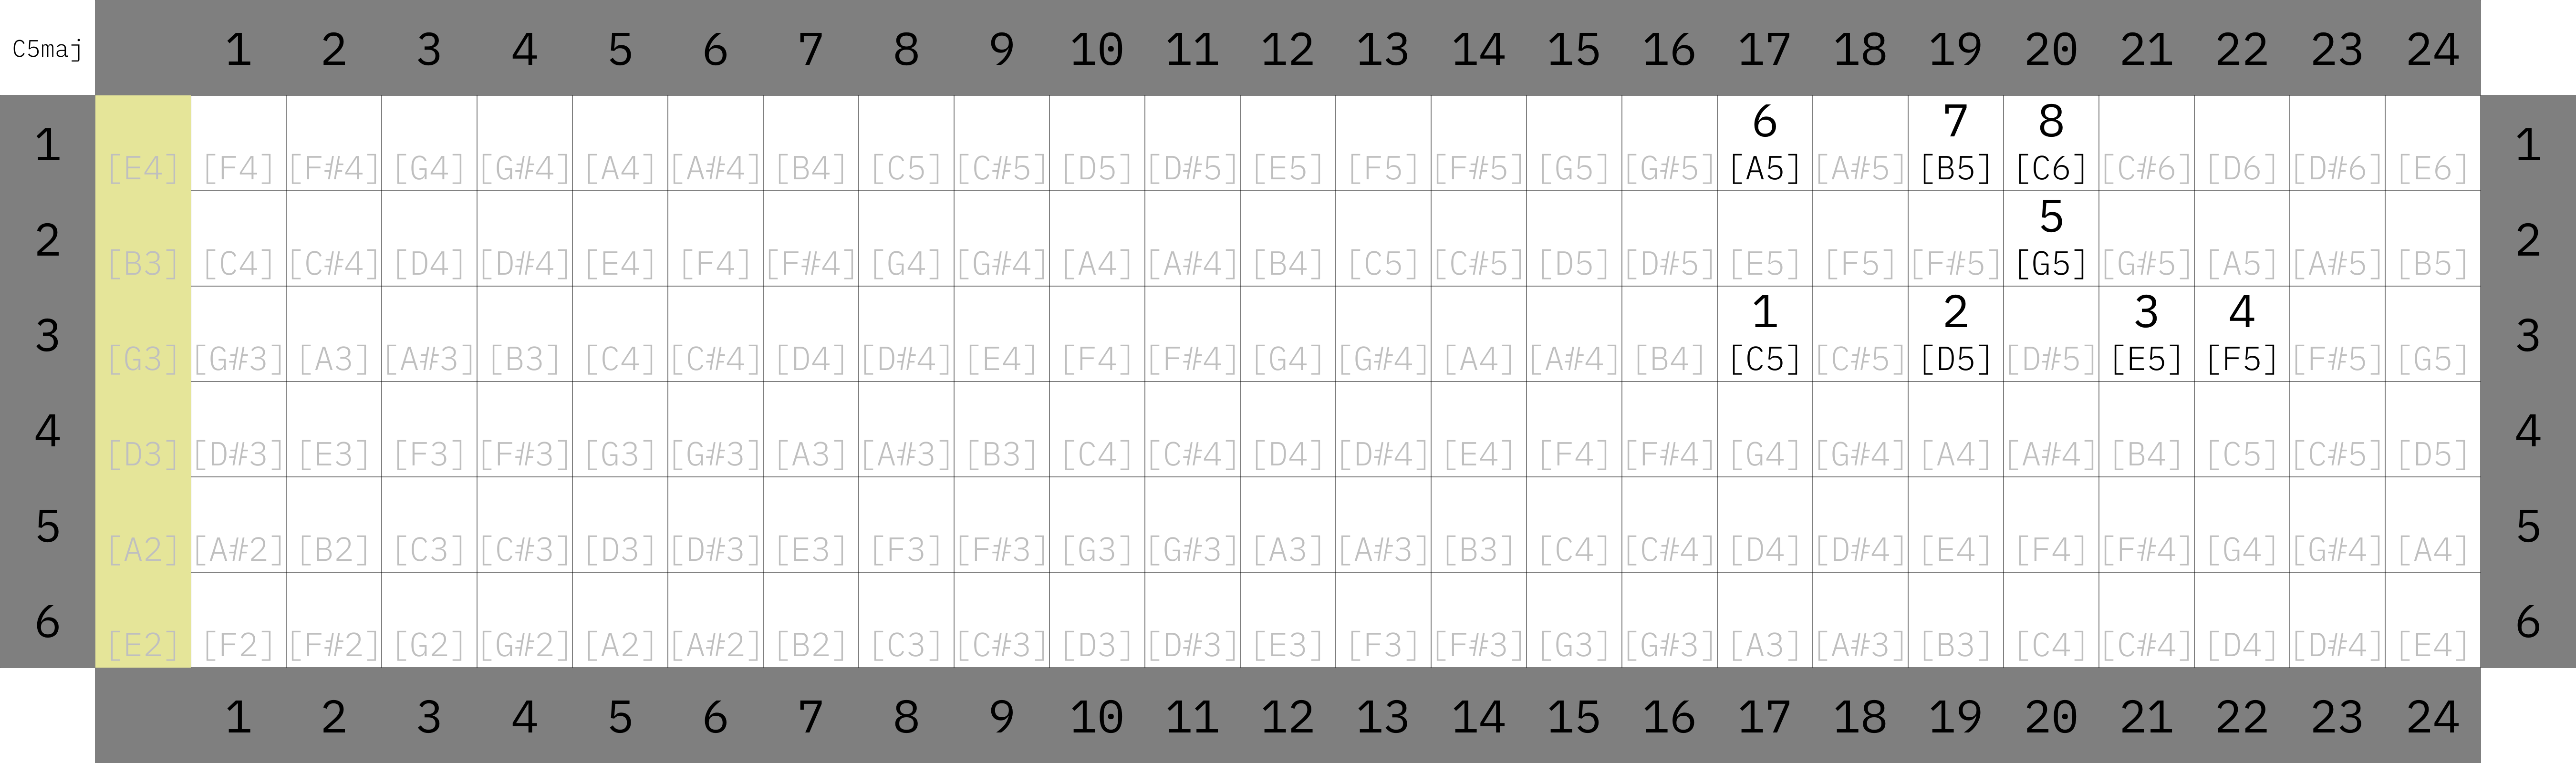 C5maj 1 2 3 4 5 6 7 8 9 10 11 12 13 14 15 16 17 18 19 20 21 22 23 24
6 7 8
1 [E4] [F4] [F#4] [G4] [G#4] [A4] [A#4] [B4] [C5] [C#5] [D5] [D#5] [E5] [F5] [F#5] [G5] [G#5] [A5] [A#5] [B5] [C6] [C#6] [D6] [D#6] [E6] 1
5
2 [B3] [C4] [C#4] [D4] [D#4] [E4] [F4] [F#4] [G4] [G#4] [A4] [A#4] [B4] [C5] [C#5] [D5] [D#5] [E5] [F5] [F#5] [G5] [G#5] [A5] [A#5] [B5] 2
1 2 3 4
3 [G3] [G#3] [A3] [A#3] [B3] [C4] [C#4] [D4] [D#4] [E4] [F4] [F#4] [G4] [G#4] [A4] [A#4] [B4] [C5] [C#5] [D5] [D#5] [E5] [F5] [F#5] [G5] 3
4 [D3] [D#3] [E3] [F3] [F#3] [G3] [G#3] [A3] [A#3] [B3] [C4] [C#4] [D4] [D#4] [E4] [F4] [F#4] [G4] [G#4] [A4] [A#4] [B4] [C5] [C#5] [D5] 4
5 [A2] [A#2] [B2] [C3] [C#3] [D3] [D#3] [E3] [F3] [F#3] [G3] [G#3] [A3] [A#3] [B3] [C4] [C#4] [D4] [D#4] [E4] [F4] [F#4] [G4] [G#4] [A4] 5
6 [E2] [F2] [F#2] [G2] [G#2] [A2] [A#2] [B2] [C3] [C#3] [D3] [D#3] [E3] [F3] [F#3] [G3] [G#3] [A3] [A#3] [B3] [C4] [C#4] [D4] [D#4] [E4] 6
1 2 3 4 5 6 7 8 9 10 11 12 13 14 15 16 17 18 19 20 21 22 23 24